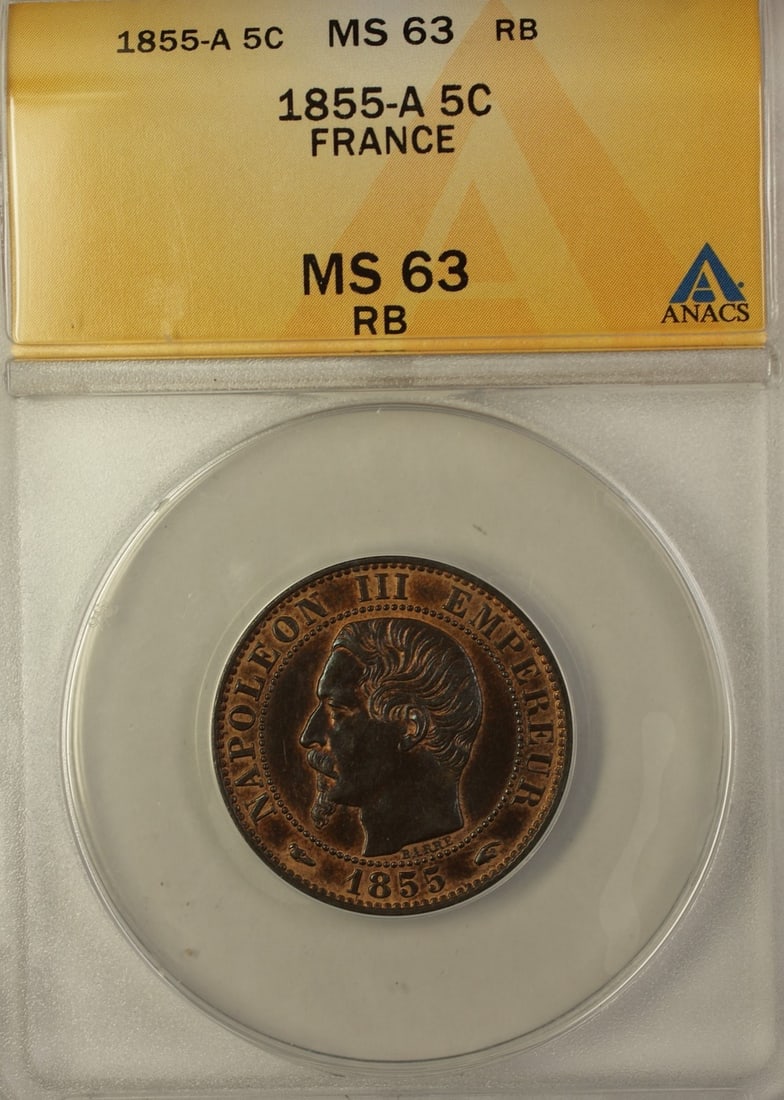 1855-A 5C MS 63 RB
1855-A 5C
FRANCE
MS 63
RB
ANACS
NAPOLEON III EMPEREUR
BARRE
1855